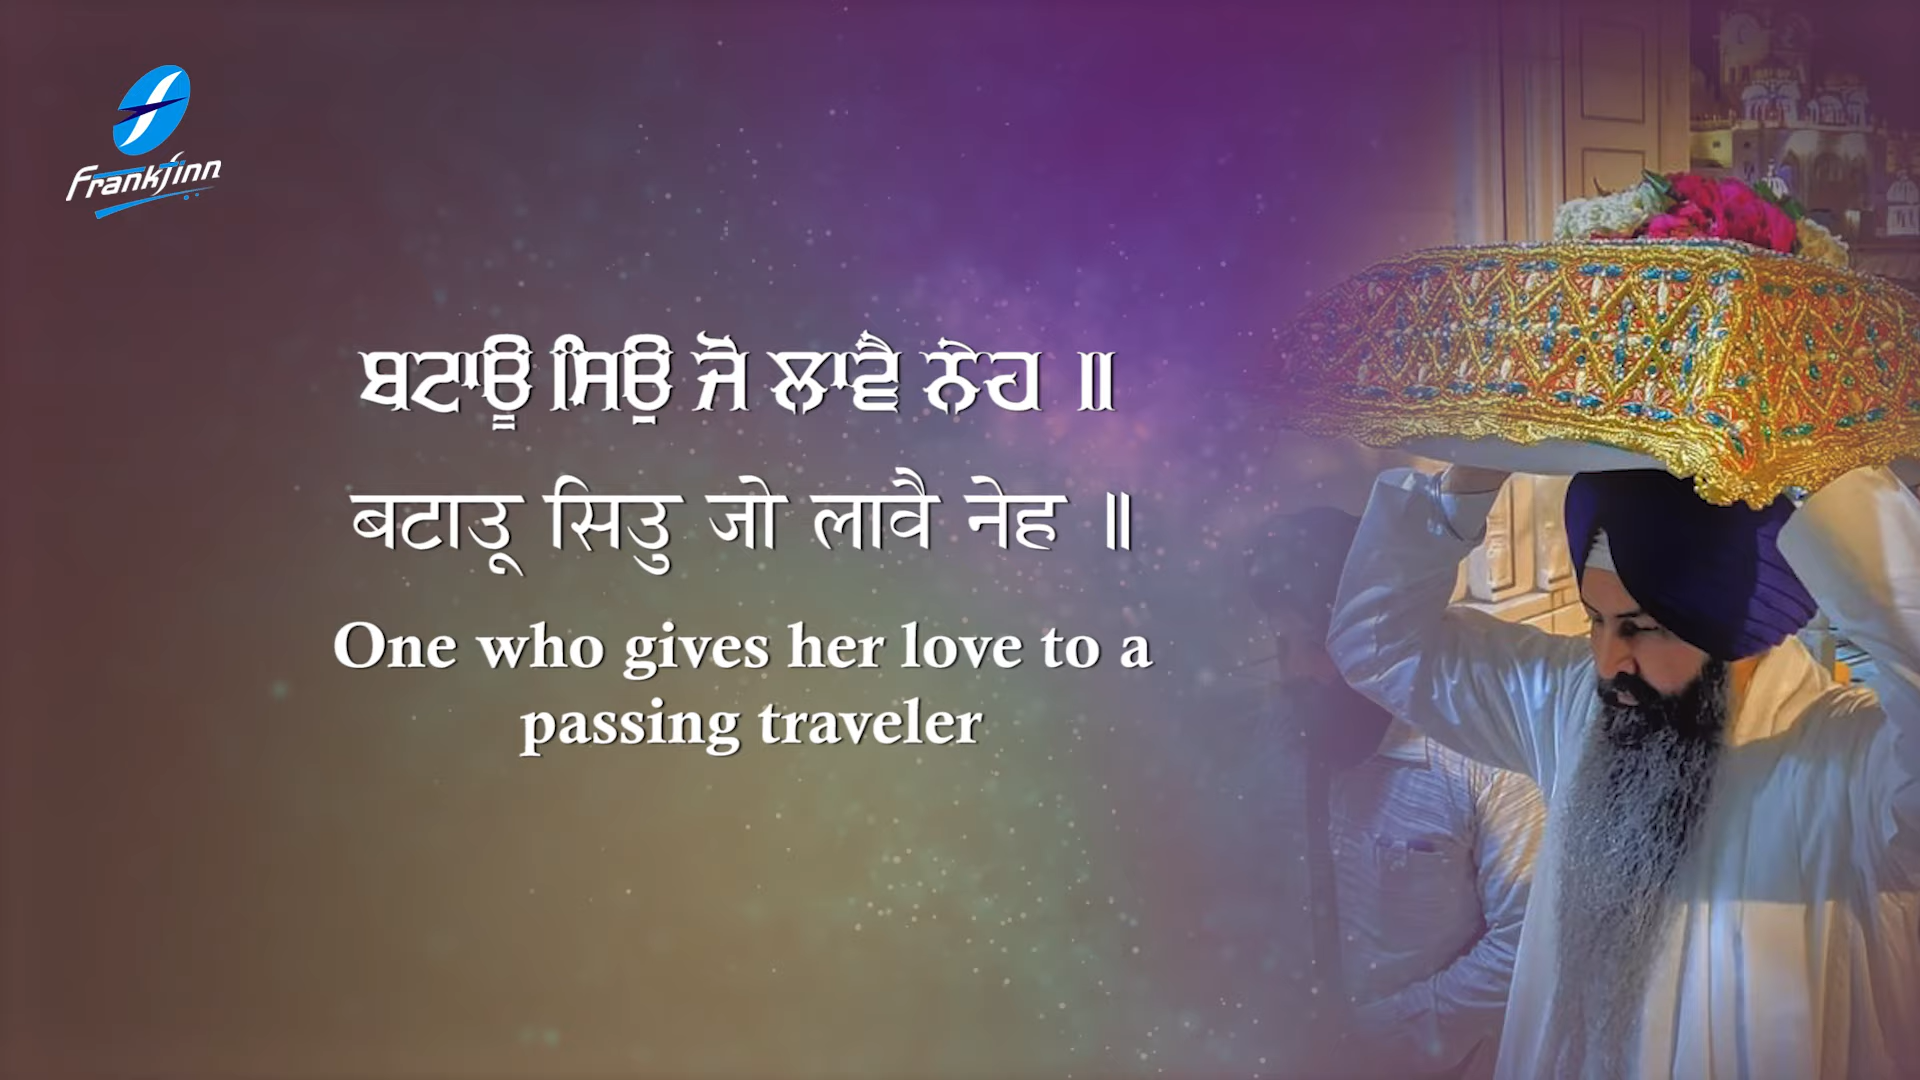 Frankfinn
ਬਟਾਊ ਸਿਉ ਜੋ ਲਾਵੈ ਨੇਹ ॥
बटाऊ सिउ जो लावै नेह ॥
One who gives her love to a
passing traveler